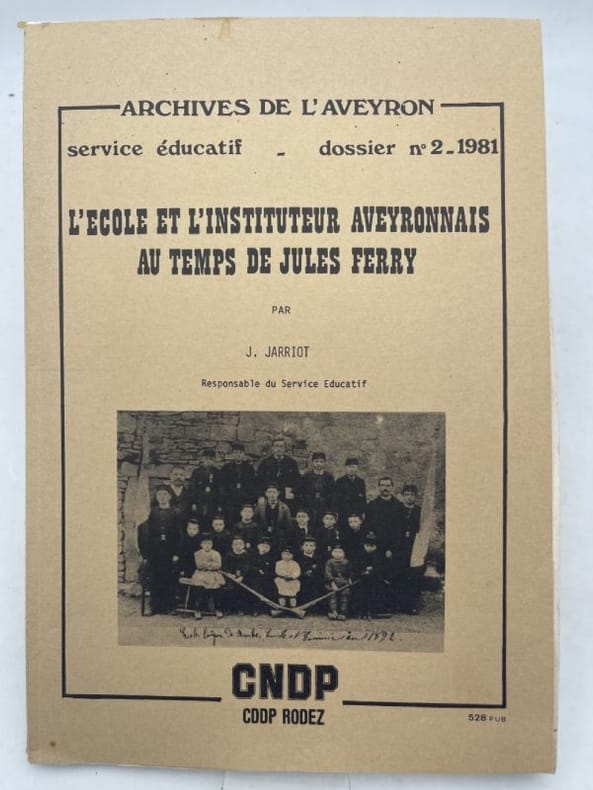 ARCHIVES DE L'AVEYRON
service éducatif - dossier n° 2-1981
L'ECOLE ET L'INSTITUTEUR AVEYRONNAIS
AU TEMPS DE JULES FERRY
PAR
J. JARRIOT
Responsable du Service Educatif
1892.
CNDP
CDDP RODEZ
528 PUB